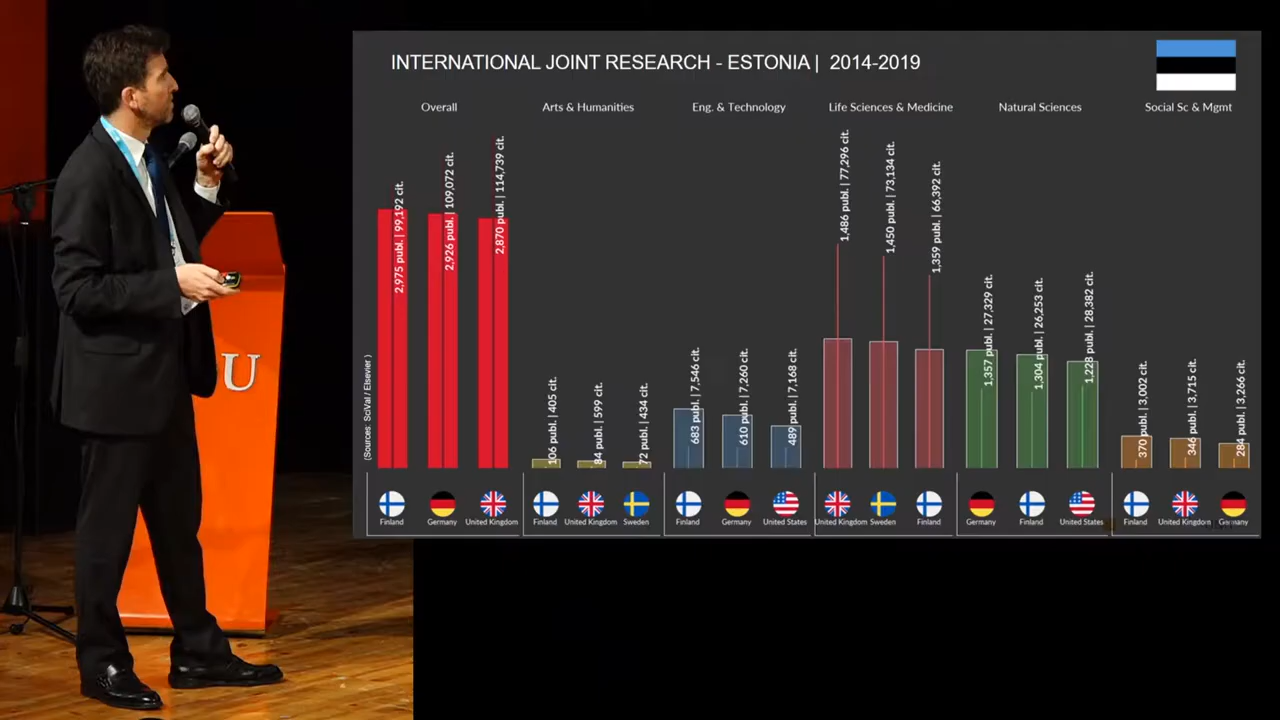 INTERNATIONAL JOINT RESEARCH - ESTONIA | 2014-2019
Overall
Arts & Humanities
Eng. & Technology
Life Sciences & Medicine
Natural Sciences
Social Sc & Mgmt
(Sources: SciVal / Elsevier )
2,975 publ. | 99,192 cit.
2,926 publ. | 109,072 cit.
2,870 publ. | 114,739 cit.
106 publ. | 405 cit.
84 publ. | 599 cit.
72 publ. | 434 cit.
683 publ. | 7,546 cit.
610 publ. | 7,260 cit.
489 publ. | 7,168 cit.
1,486 publ. | 77,296 cit.
1,450 publ. | 73,134 cit.
1,359 publ. | 66,392 cit.
1,357 publ. | 27,329 cit.
1,304 publ. | 26,253 cit.
1,228 publ. | 28,382 cit.
370 publ. | 3,002 cit.
346 publ. | 3,715 cit.
284 publ. | 3,266 cit.
Finland
Germany
United Kingdom
Finland
United Kingdom
Sweden
Finland
Germany
United States
United Kingdom
Sweden
Finland
Germany
Finland
United States
Finland
United Kingdom
Germany
U